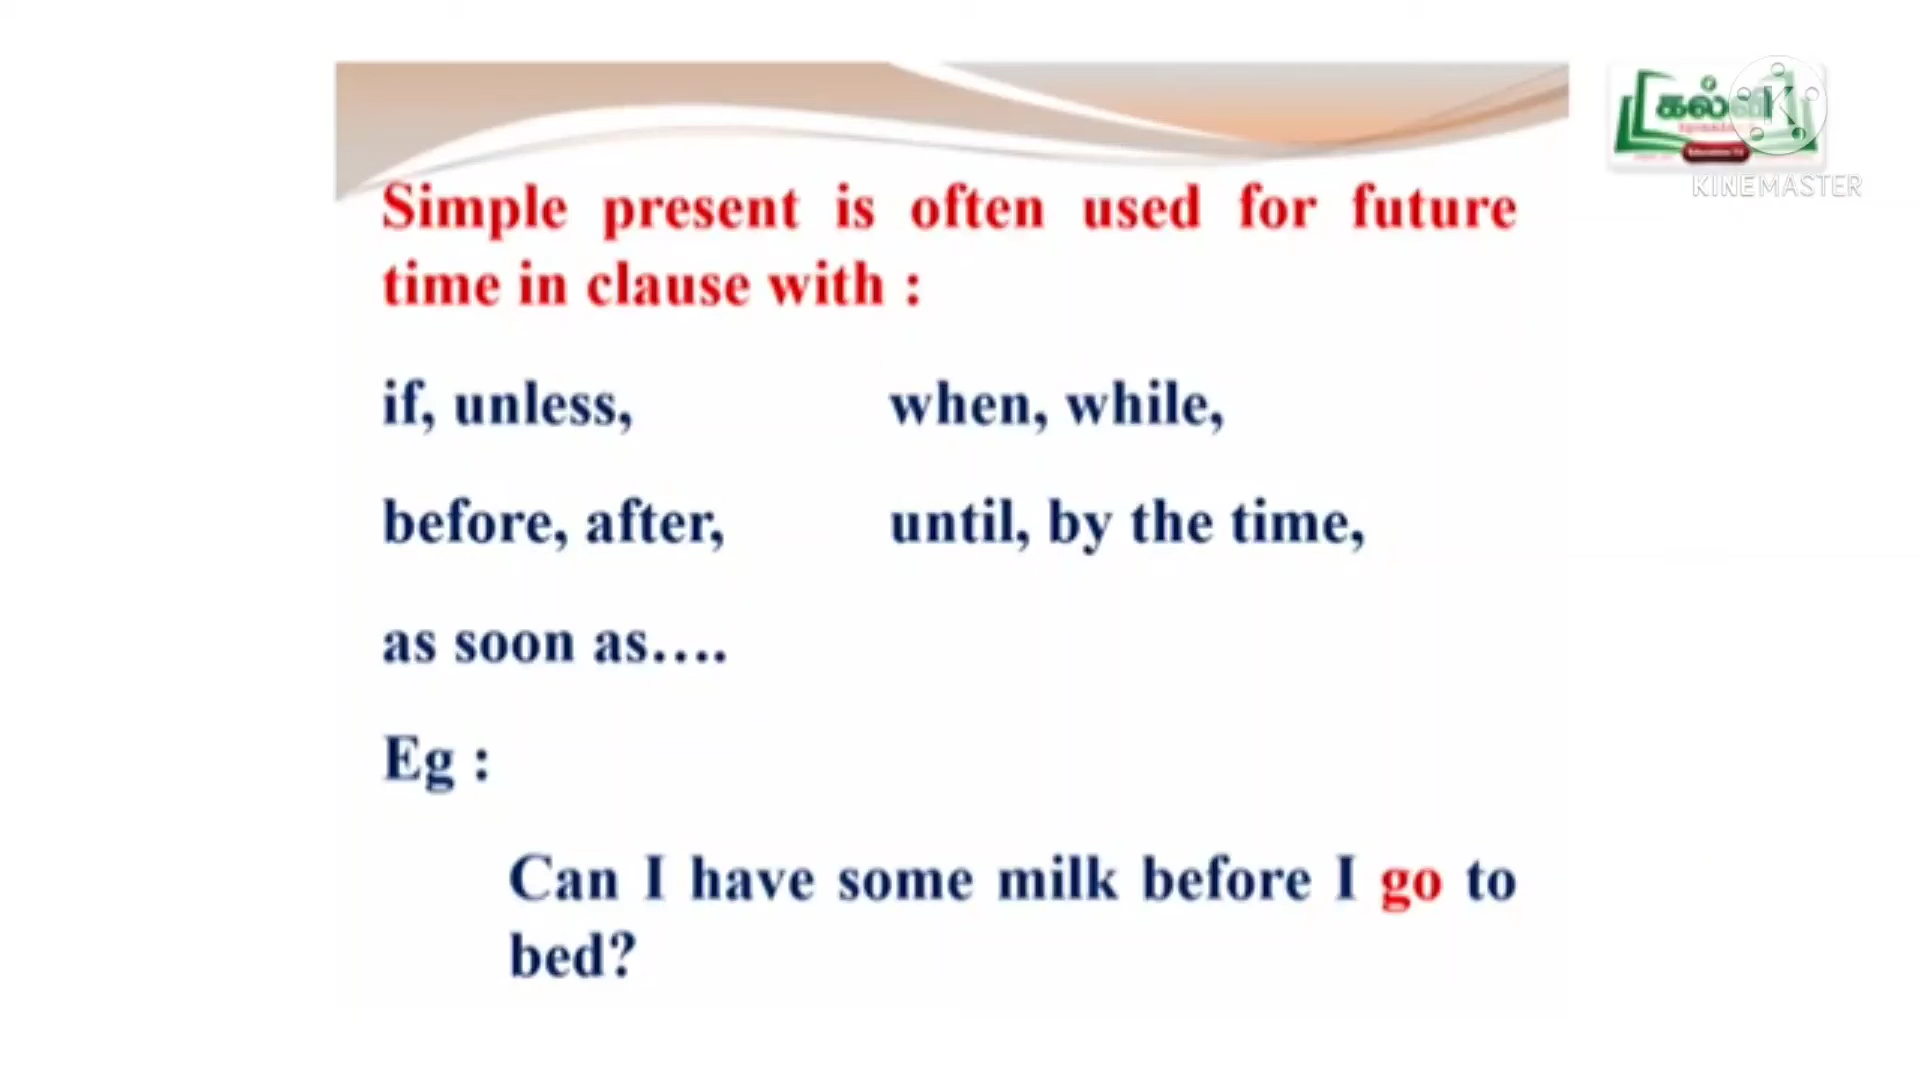 கல்வி
KINEMASTER
Simple present is often used for future
time in clause with :
if, unless, when, while,
before, after, until, by the time,
as soon as….
Eg :
Can I have some milk before I go to
bed?